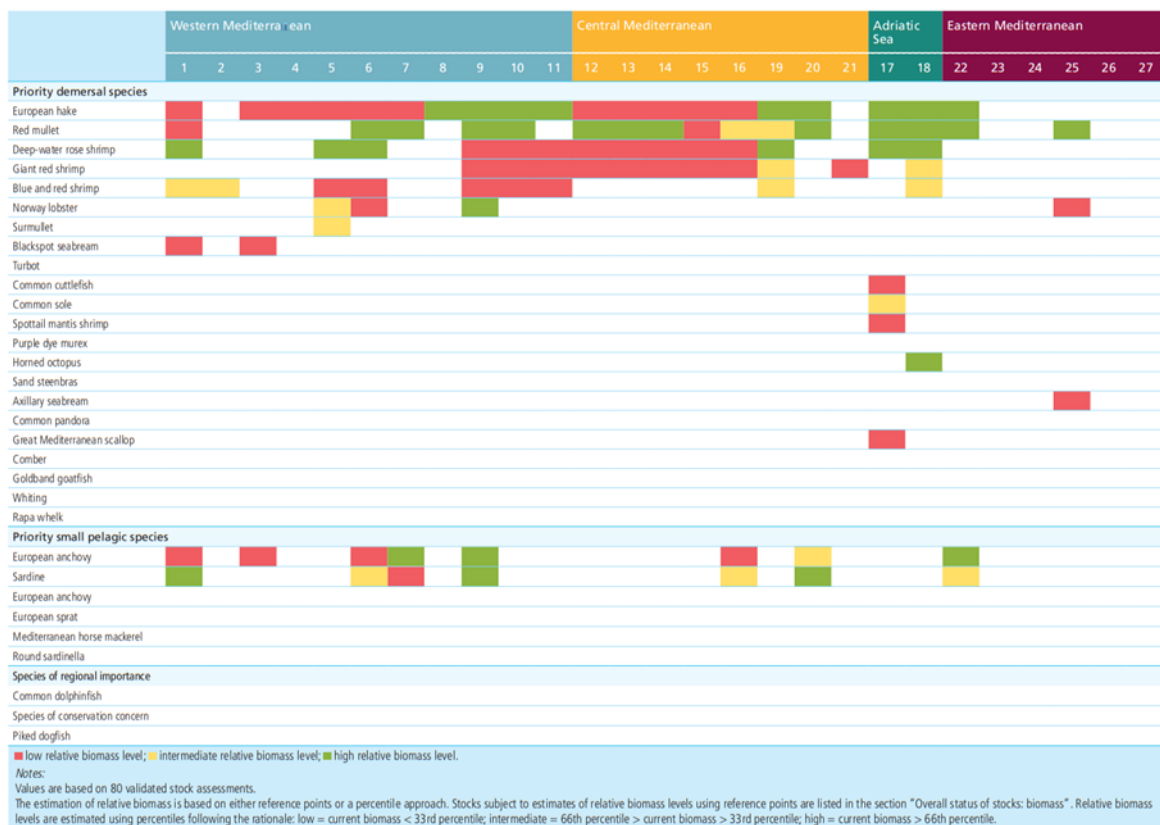 Western Mediterranean Central Mediterranean Adriatic Sea Eastern Mediterranean
1 2 3 4 5 6 7 8 9 10 11 12 13 14 15 16 19 20 21 17 18 22 23 24 25 26 27
Priority demersal species
European hake
Red mullet
Deep-water rose shrimp
Giant red shrimp
Blue and red shrimp
Norway lobster
Surmullet
Blackspot seabream
Turbot
Common cuttlefish
Common sole
Spottail mantis shrimp
Purple dye murex
Horned octopus
Sand steenbras
Axillary seabream
Common pandora
Great Mediterranean scallop
Comber
Goldband goatfish
Whiting
Rapa whelk
Priority small pelagic species
European anchovy
Sardine
European anchovy
European sprat
Mediterranean horse mackerel
Round sardinella
Species of regional importance
Common dolphinfish
Species of conservation concern
Piked dogfish
low relative biomass level; intermediate relative biomass level; high relative biomass level.
Notes:
Values are based on 80 validated stock assessments.
The estimation of relative biomass is based on either reference points or a percentile approach. Stocks subject to estimates of relative biomass levels using reference points are listed in the section "Overall status of stocks: biomass". Relative biomass
levels are estimated using percentiles following the rationale: low = current biomass < 33rd percentile; intermediate = 66th percentile > current biomass > 33rd percentile; high = current biomass > 66th percentile.